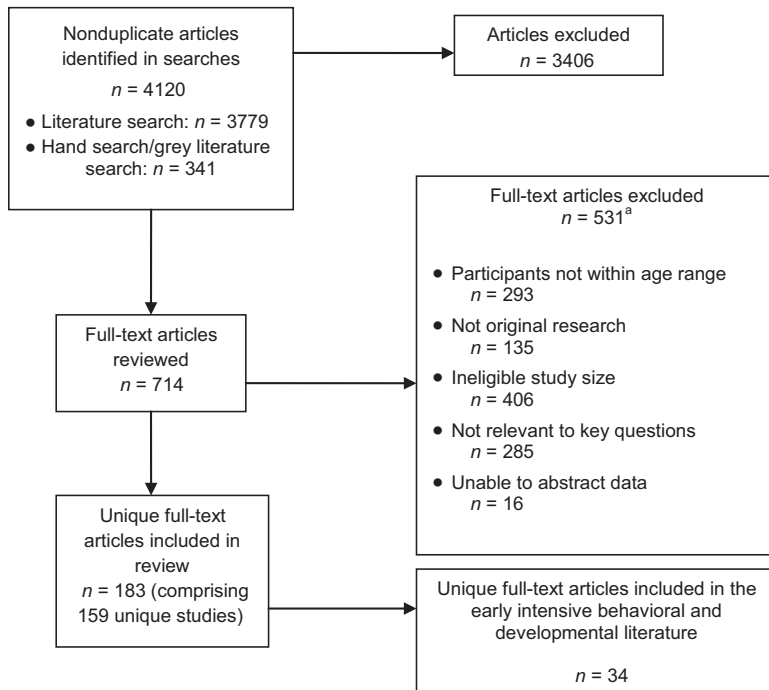 Nonduplicate articles
identified in searches
n = 4120
● Literature search: n = 3779
● Hand search/grey literature
search: n = 341
Articles excluded
n = 3406
Full-text articles excluded
n = 531a
● Participants not within age range
n = 293
● Not original research
n = 135
● Ineligible study size
n = 406
● Not relevant to key questions
n = 285
● Unable to abstract data
n = 16
Full-text articles
reviewed
n = 714
Unique full-text
articles included in
review
n = 183 (comprising
159 unique studies)
Unique full-text articles included in the
early intensive behavioral and
developmental literature
n = 34